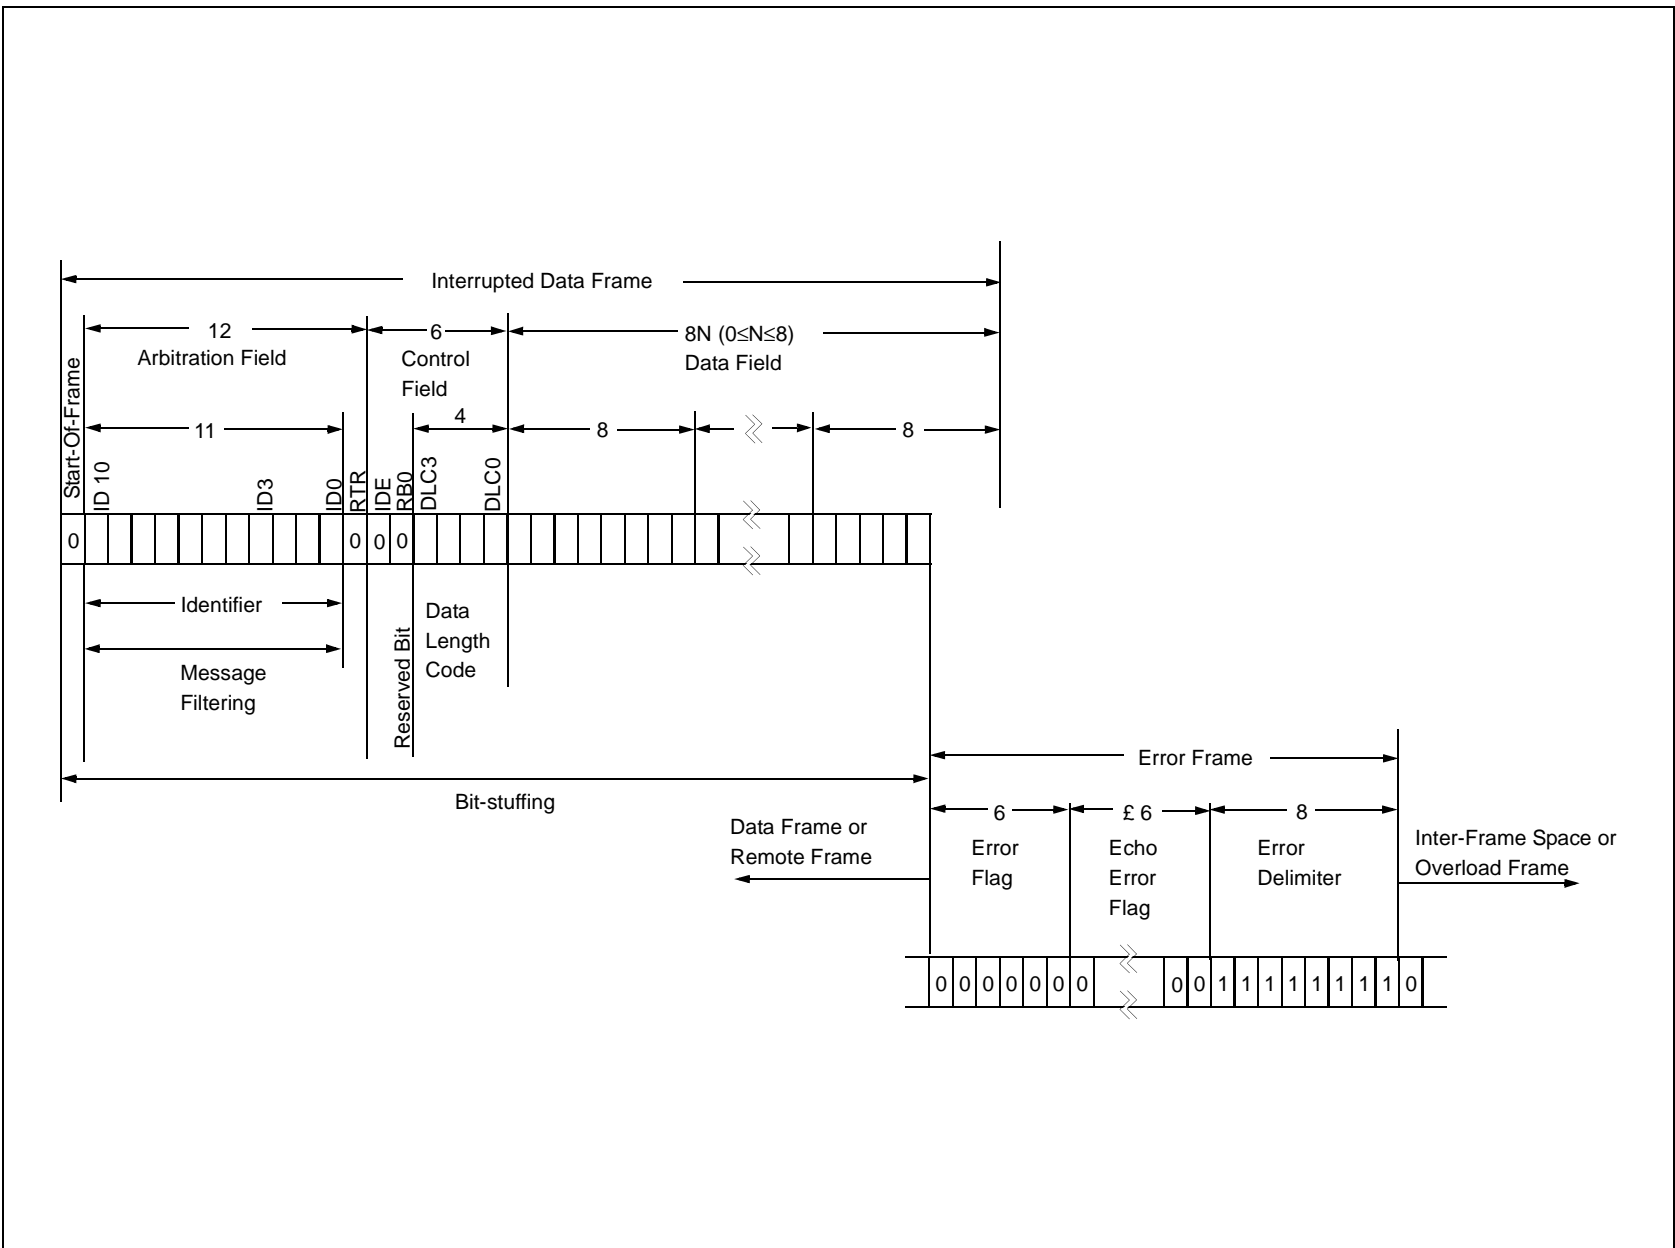 Interrupted Data Frame
12
6
8N (0≤N≤8)
Arbitration Field
Control
Field
Data Field
Start-Of-Frame
11
4
8
8
ID 10
ID3
ID0
RTR
IDE
RB0
DLC3
DLC0
0
0
0
0
Identifier
Message
Filtering
Reserved Bit
Data
Length
Code
Bit-stuffing
Error Frame
6
£ 6
8
Data Frame or
Remote Frame
Error
Flag
Echo
Error
Flag
Error
Delimiter
Inter-Frame Space or
Overload Frame
0 0 0 0 0 0 0
0 0 1 1 1 1 1 1 1 1 0